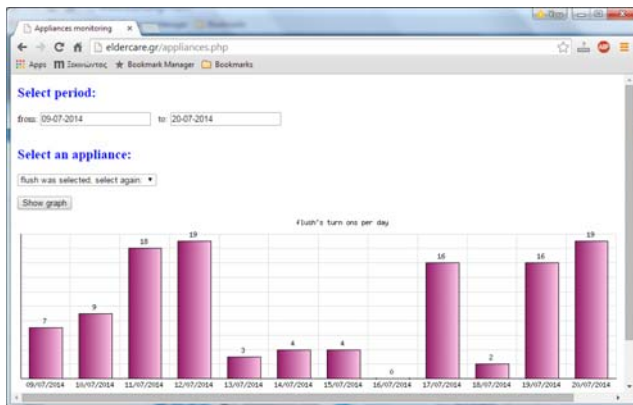 Appliances monitoring
eldercare.gr/appliances.php
Apps Ξεκινώντας Bookmark Manager Bookmarks
Select period:
from: 09-07-2014 to: 20-07-2014
Select an appliance:
flush was selected, select again:
Show graph
flush's turn ons per day
7 9 18 19 3 4 4 0 16 2 16 19
09/07/2014 10/07/2014 11/07/2014 12/07/2014 13/07/2014 14/07/2014 15/07/2014 16/07/2014 17/07/2014 18/07/2014 19/07/2014 20/07/2014